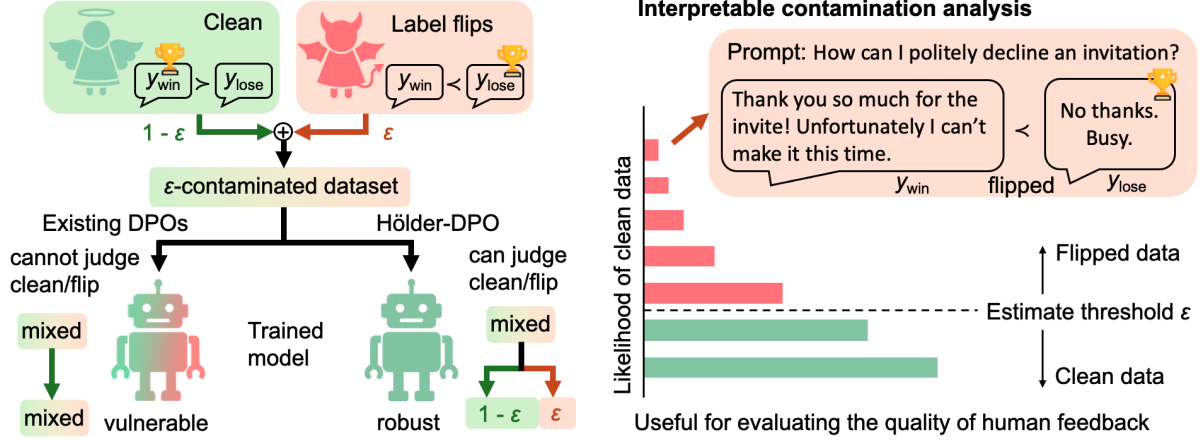 Clean
Label flips
y_win ≻ y_lose
y_win ≺ y_lose
1 - ε
ε
ε-contaminated dataset
Existing DPOs
Hölder-DPO
cannot judge
clean/flip
can judge
clean/flip
mixed
mixed
Trained
model
mixed
1 - ε
ε
vulnerable
robust
Interpretable contamination analysis
Prompt: How can I politely decline an invitation?
Thank you so much for the
invite! Unfortunately I can't
make it this time.
≺
No thanks.
Busy.
y_win
flipped
y_lose
Likelihood of clean data
Flipped data
Estimate threshold ε
Clean data
Useful for evaluating the quality of human feedback